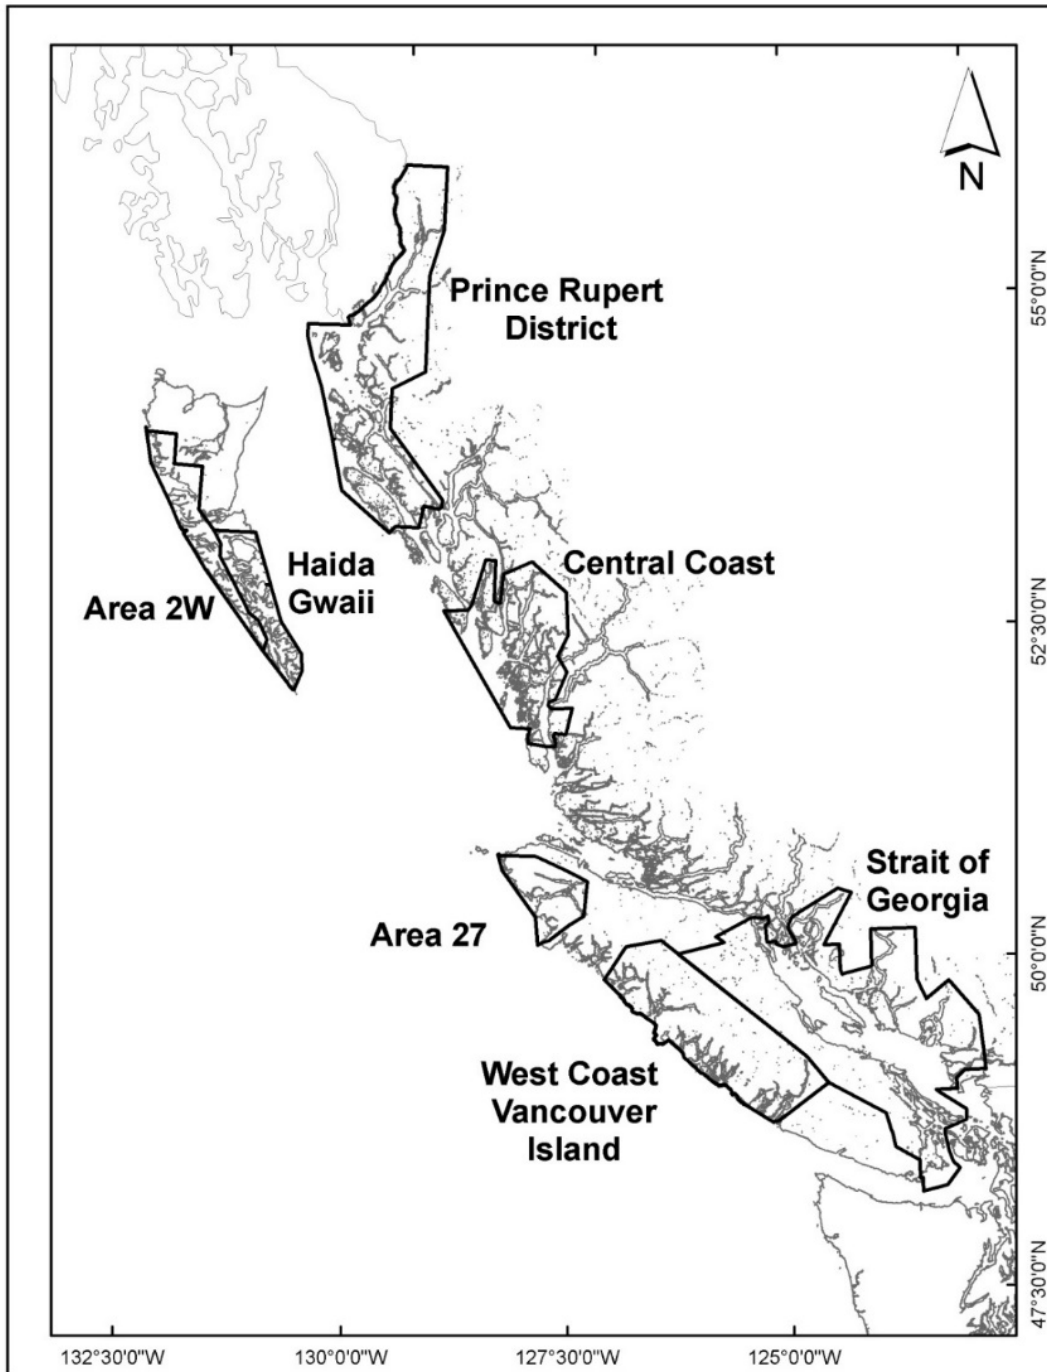 N
Prince Rupert
District
Haida
Gwaii
Area 2W
Central Coast
Strait of
Georgia
Area 27
West Coast
Vancouver
Island
55°0'0"N
52°30'0"N
50°0'0"N
47°30'0"N
132°30'0"W
130°0'0"W
127°30'0"W
125°0'0"W